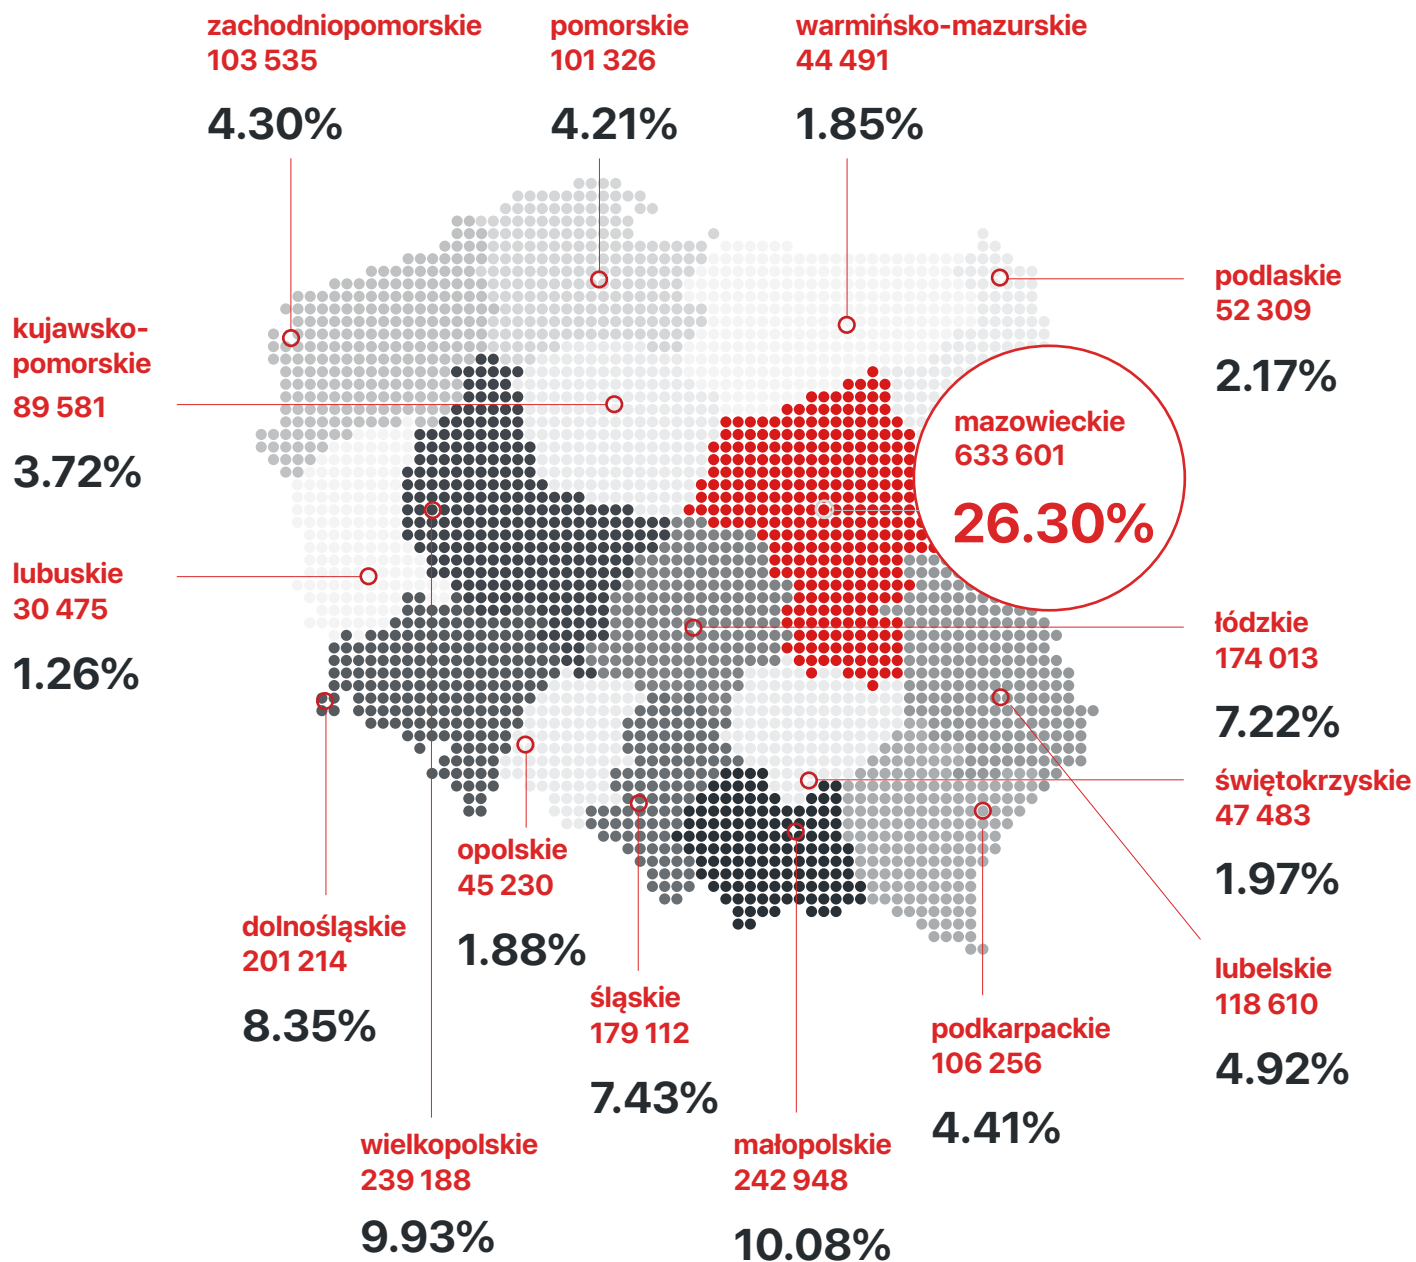 zachodniopomorskie
103 535
4.30%
pomorskie
101 326
4.21%
warmińsko-mazurskie
44 491
1.85%
podlaskie
52 309
2.17%
kujawsko-
pomorskie
89 581
3.72%
mazowieckie
633 601
26.30%
lubuskie
30 475
1.26%
łódzkie
174 013
7.22%
świętokrzyskie
47 483
1.97%
opolskie
45 230
1.88%
dolnośląskie
201 214
8.35%
śląskie
179 112
7.43%
lubelskie
118 610
4.92%
podkarpackie
106 256
4.41%
wielkopolskie
239 188
9.93%
małopolskie
242 948
10.08%